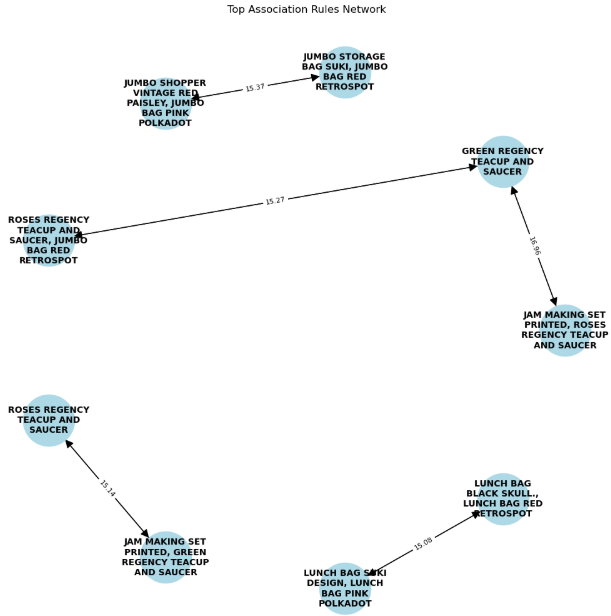 Top Association Rules Network
JUMBO STORAGE
BAG SUKI, JUMBO
BAG RED
RETROSPOT
JUMBO SHOPPER
VINTAGE RED
PAISLEY, JUMBO
BAG PINK
POLKADOT
15.37
GREEN REGENCY
TEACUP AND
SAUCER
15.27
ROSES REGENCY
TEACUP AND
SAUCER, JUMBO
BAG RED
RETROSPOT
16.96
JAM MAKING SET
PRINTED, ROSES
REGENCY TEACUP
AND SAUCER
ROSES REGENCY
TEACUP AND
SAUCER
15.14
JAM MAKING SET
PRINTED, GREEN
REGENCY TEACUP
AND SAUCER
LUNCH BAG
BLACK SKULL.,
LUNCH BAG RED
RETROSPOT
15.08
LUNCH BAG SUKI
DESIGN, LUNCH
BAG PINK
POLKADOT